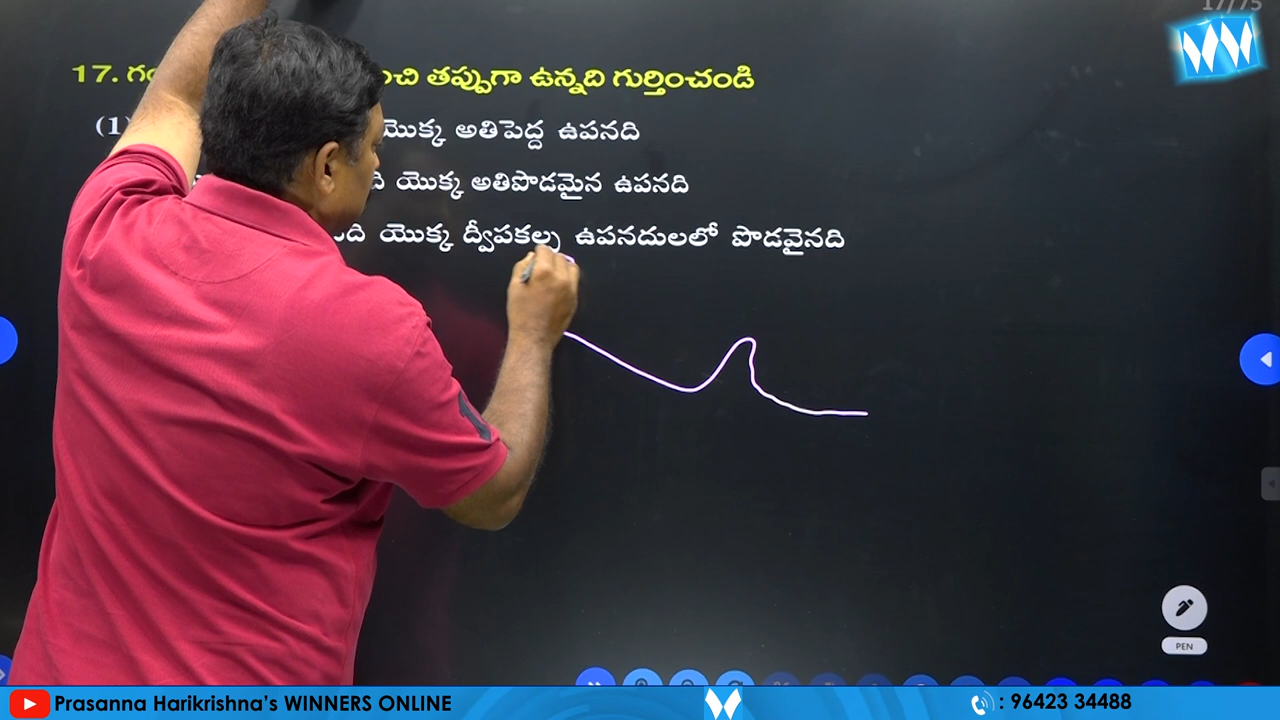 17/75
17. తప్పుగా ఉన్నది గుర్తించండి
(1) యొక్క అతిపెద్ద ఉపనది
యొక్క అతిపొడమైన ఉపనది
యొక్క ద్వీపకల్ప ఉపనదులలో పొడవైనది
PEN
Prasanna Harikrishna's WINNERS ONLINE
: 96423 34488